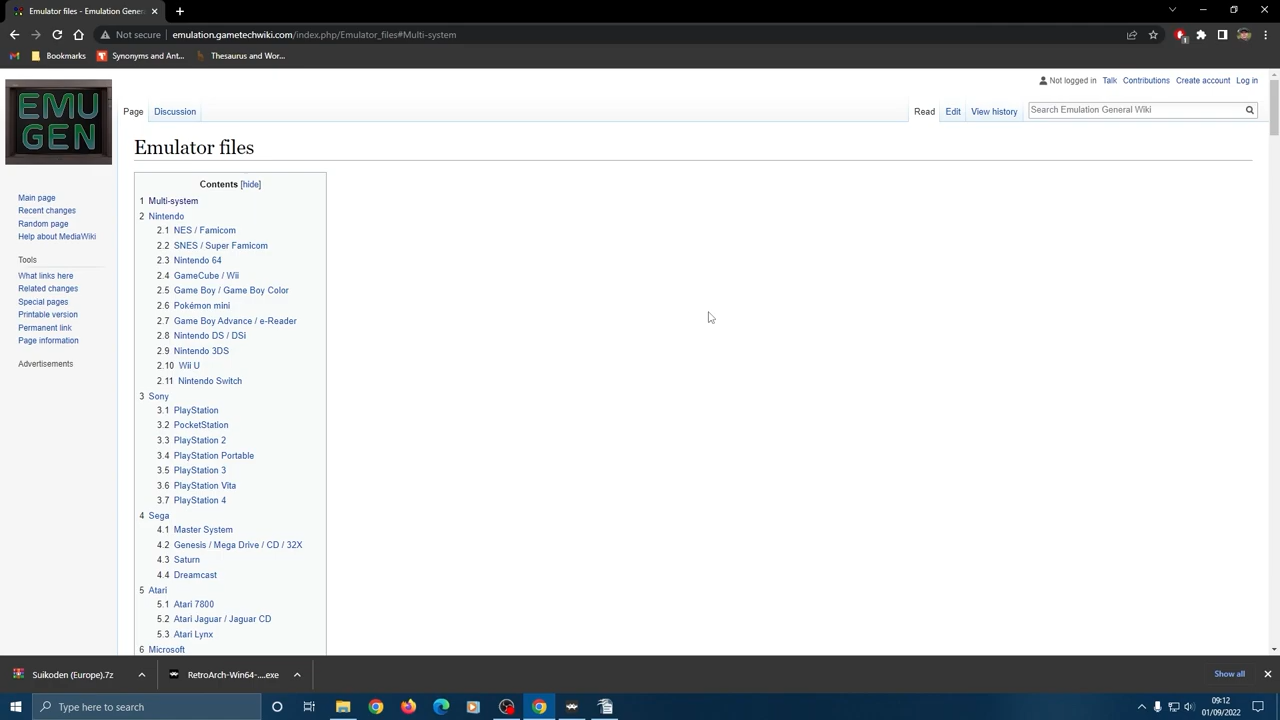 Emulator files - Emulation Gener
Not secure
emulation.gametechwiki.com/index.php/Emulator_files#Multi-system
1
Bookmarks
Synonyms and Ant...
Thesaurus and Wor...
EMU
GEN
Not logged in
Talk
Contributions
Create account
Log in
Page
Discussion
Read
Edit
View history
Search Emulation General Wiki
Main page
Recent changes
Random page
Help about MediaWiki
Tools
What links here
Related changes
Special pages
Printable version
Permanent link
Page information
Advertisements
Emulator files
Contents [hide]
1 Multi-system
2 Nintendo
2.1 NES / Famicom
2.2 SNES / Super Famicom
2.3 Nintendo 64
2.4 GameCube / Wii
2.5 Game Boy / Game Boy Color
2.6 Pokémon mini
2.7 Game Boy Advance / e-Reader
2.8 Nintendo DS / DSi
2.9 Nintendo 3DS
2.10 Wii U
2.11 Nintendo Switch
3 Sony
3.1 PlayStation
3.2 PocketStation
3.3 PlayStation 2
3.4 PlayStation Portable
3.5 PlayStation 3
3.6 PlayStation Vita
3.7 PlayStation 4
4 Sega
4.1 Master System
4.2 Genesis / Mega Drive / CD / 32X
4.3 Saturn
4.4 Dreamcast
5 Atari
5.1 Atari 7800
5.2 Atari Jaguar / Jaguar CD
5.3 Atari Lynx
6 Microsoft
Suikoden (Europe).7z
RetroArch-Win64-....exe
Show all
Type here to search
09:12
01/09/2022